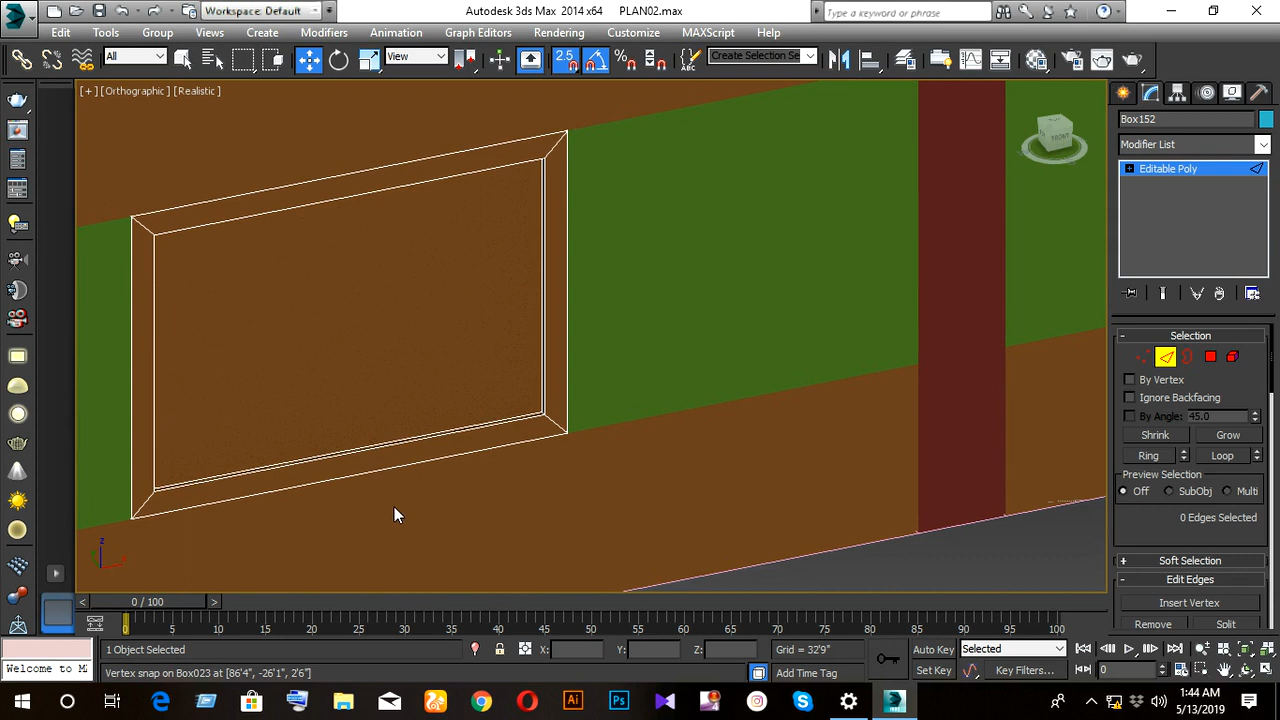 Autodesk 3ds Max 2014 x64 PLAN02.max
Workspace: Default
Type a keyword or phrase
Edit Tools Group Views Create Modifiers Animation Graph Editors Rendering Customize MAXScript Help
All
View
2.5
Create Selection Se
[+] [Orthographic] [Realistic]
FRONT
Box152
Modifier List
Editable Poly
Selection
By Vertex
Ignore Backfacing
By Angle: 45.0
Shrink Grow
Ring Loop
Preview Selection
Off SubObj Multi
0 Edges Selected
Soft Selection
Edit Edges
Insert Vertex
Remove Split
z
0 / 100
0 5 10 15 20 25 30 35 40 45 50 55 60 65 70 75 80 85 90 95 100
1 Object Selected
X: Y: Z:
Grid = 32'9"
Auto Key Selected
Welcome to M
Vertex snap on Box023 [86'4", -26'1", 2'6"]
Add Time Tag
Set Key Key Filters...
0
1:44 AM
5/13/2019